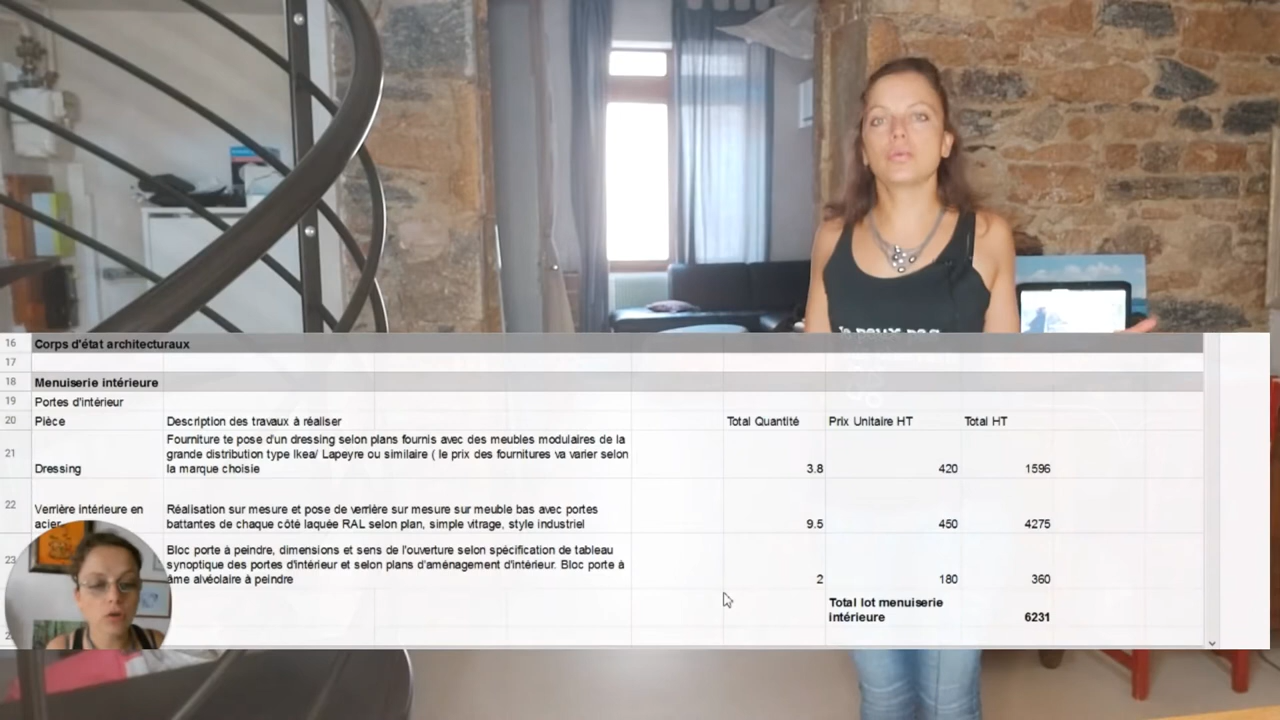 je peux pas
16 Corps d'état architecturaux
17
18 Menuiserie intérieure
19 Portes d'intérieur
20 Pièce Description des travaux à réaliser Total Quantité Prix Unitaire HT Total HT
Fourniture te pose d'un dressing selon plans fournis avec des meubles modulaires de la
21 grande distribution type Ikea/ Lapeyre ou similaire ( le prix des fournitures va varier selon
Dressing la marque choisie 3.8 420 1596
22 Verrière intérieure en Réalisation sur mesure et pose de verrière sur mesure sur meuble bas avec portes
acier battantes de chaque côté laquée RAL selon plan, simple vitrage, style industriel 9.5 450 4275
Bloc porte à peindre, dimensions et sens de l'ouverture selon spécification de tableau
23 synoptique des portes d'intérieur et selon plans d'aménagement d'intérieur. Bloc porte à
âme alvéolaire à peindre 2 180 360
Total lot menuiserie
intérieure 6231